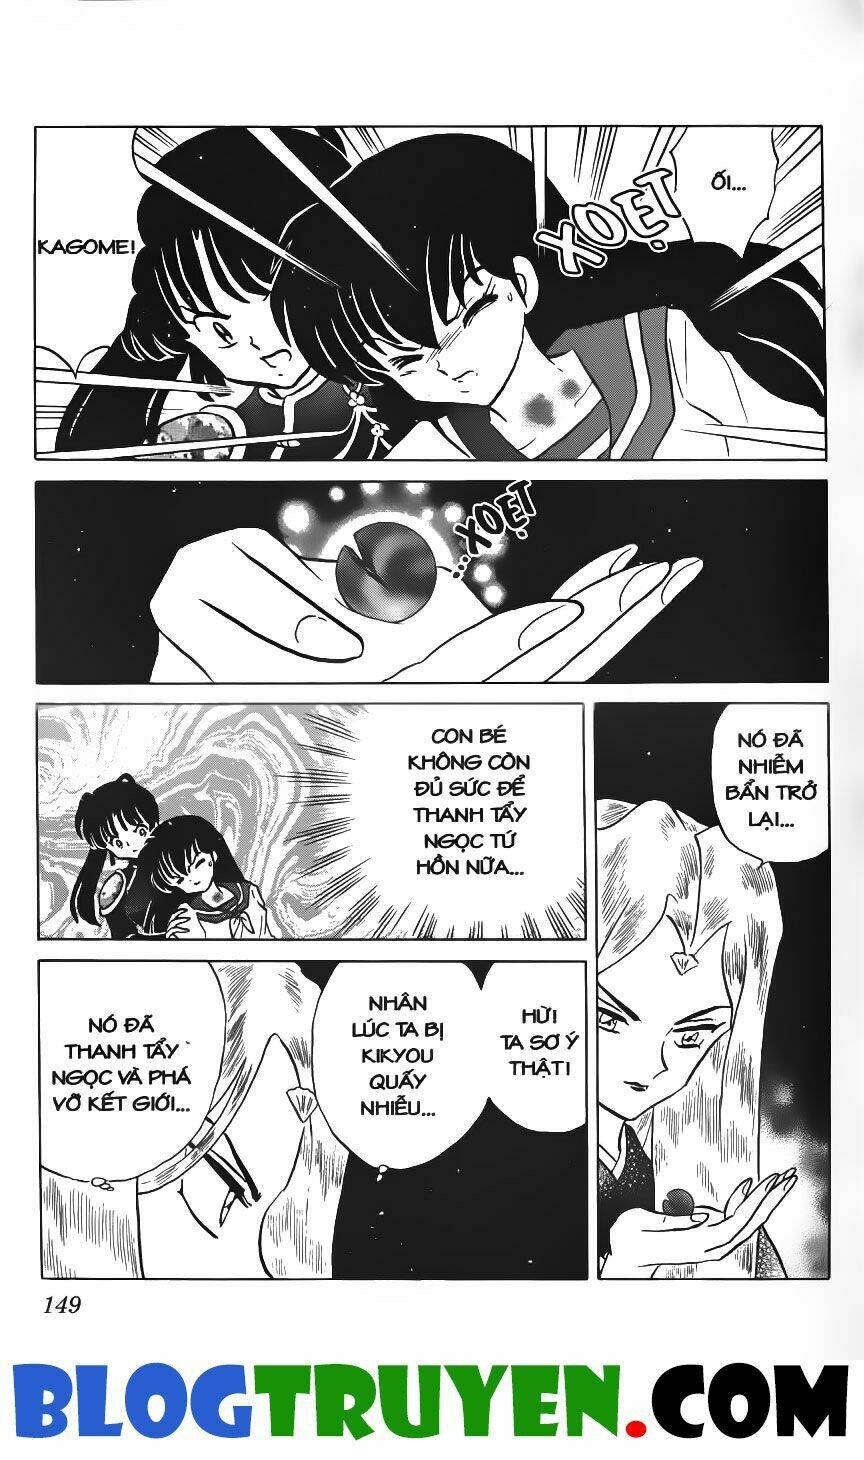 KAGOME!
ỐI...
XOẸT
XOẸT
CON BÉ
KHÔNG CÒN
ĐỦ SỨC ĐỂ
THANH TẨY
NGỌC TỨ
HỒN NỮA...
NÓ ĐÃ
NHIỄM
BẨN TRỞ
LẠI...
NÓ ĐÃ
THANH TẨY
NGỌC VÀ PHÁ
VỠ KẾT GIỚI...
NHÂN
LÚC TA BỊ
KIKYOU
QUẤY
NHIỄU...
HỪ!
TA SƠ Ý
THẬT!
149
BLOGTRUYEN.COM